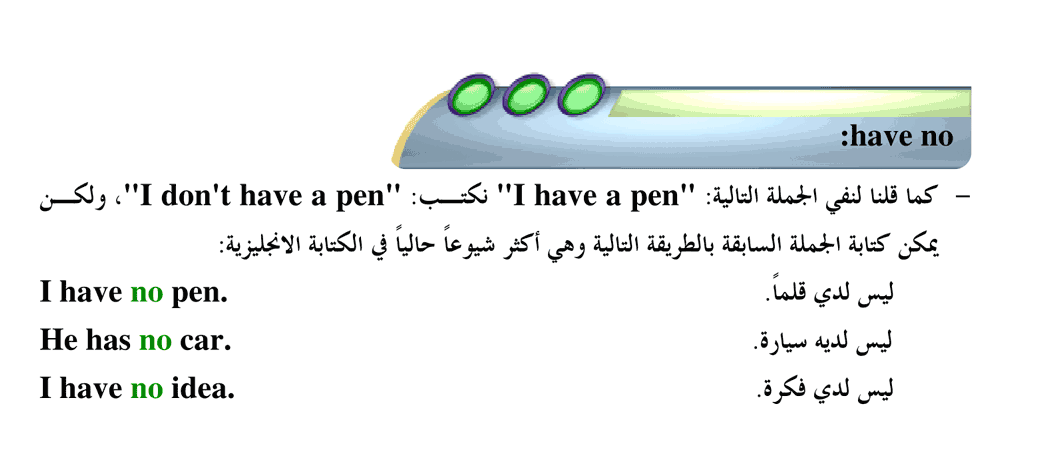 have no:
– كما قلنا لنفي الجملة التالية: "I have a pen" نكتب: "I don't have a pen"، ولكن
يمكن كتابة الجملة السابقة بالطريقة التالية وهي أكثر شيوعاً حالياً في الكتابة الانجليزية:
ليس لدي قلماً. I have no pen.
ليس لديه سيارة. He has no car.
ليس لدي فكرة. I have no idea.